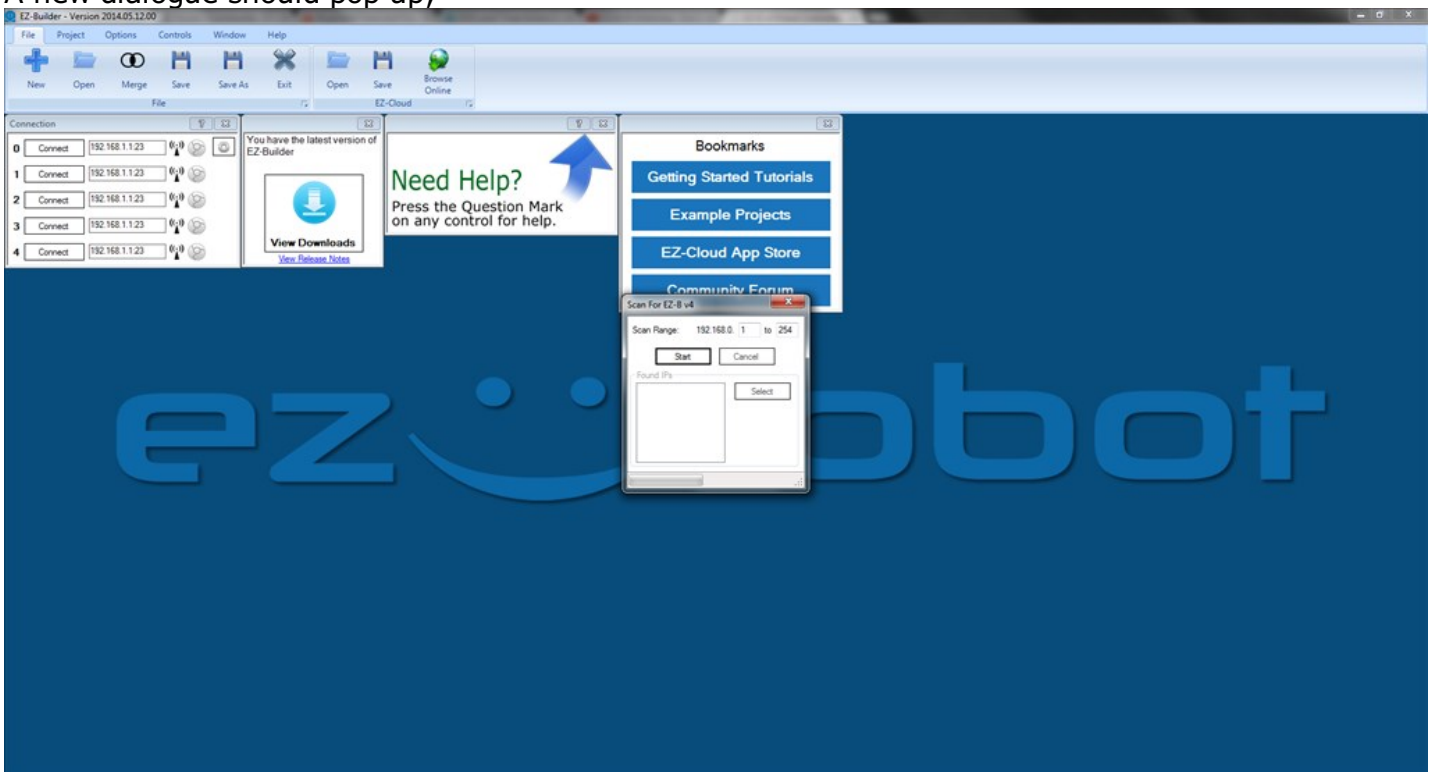 A new dialogue should pop up)
EZ-Builder - Version 2014.05.12.00
File Project Options Controls Window Help
New Open Merge Save Save As Exit Open Save Browse Online
File EZ-Cloud
Connection
0 Connect 192.168.1.1:23
1 Connect 192.168.1.1:23
2 Connect 192.168.1.1:23
3 Connect 192.168.1.1:23
4 Connect 192.168.1.1:23
You have the latest version of
EZ-Builder
View Downloads
View Release Notes
Need Help?
Press the Question Mark
on any control for help.
Bookmarks
Getting Started Tutorials
Example Projects
EZ-Cloud App Store
Community Forum
Scan For EZ-B v4
Scan Range: 192.168.0. 1 to 254
Start Cancel
Found IPs
Select
ez robot